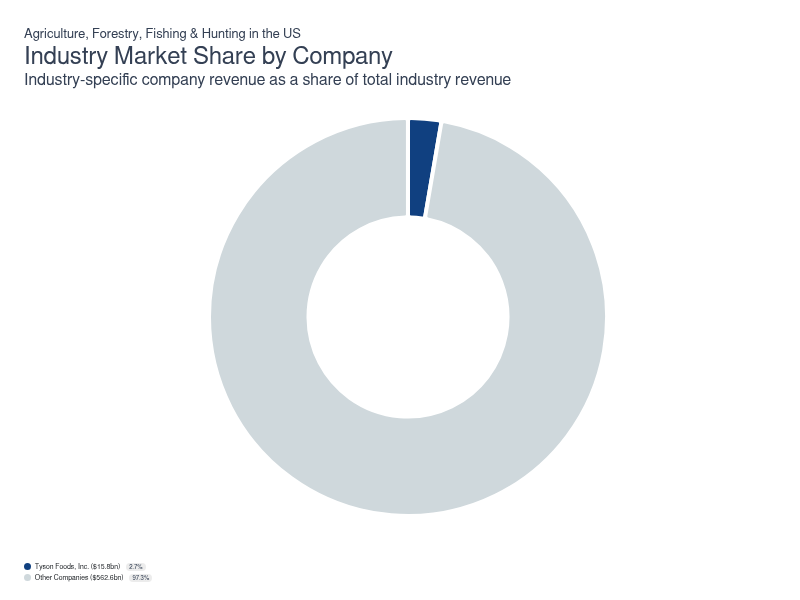 Agriculture, Forestry, Fishing & Hunting in the US
Industry Market Share by Company
Industry-specific company revenue as a share of total industry revenue
Tyson Foods, Inc. ($15.8bn) 2.7%
Other Companies ($562.6bn) 97.3%